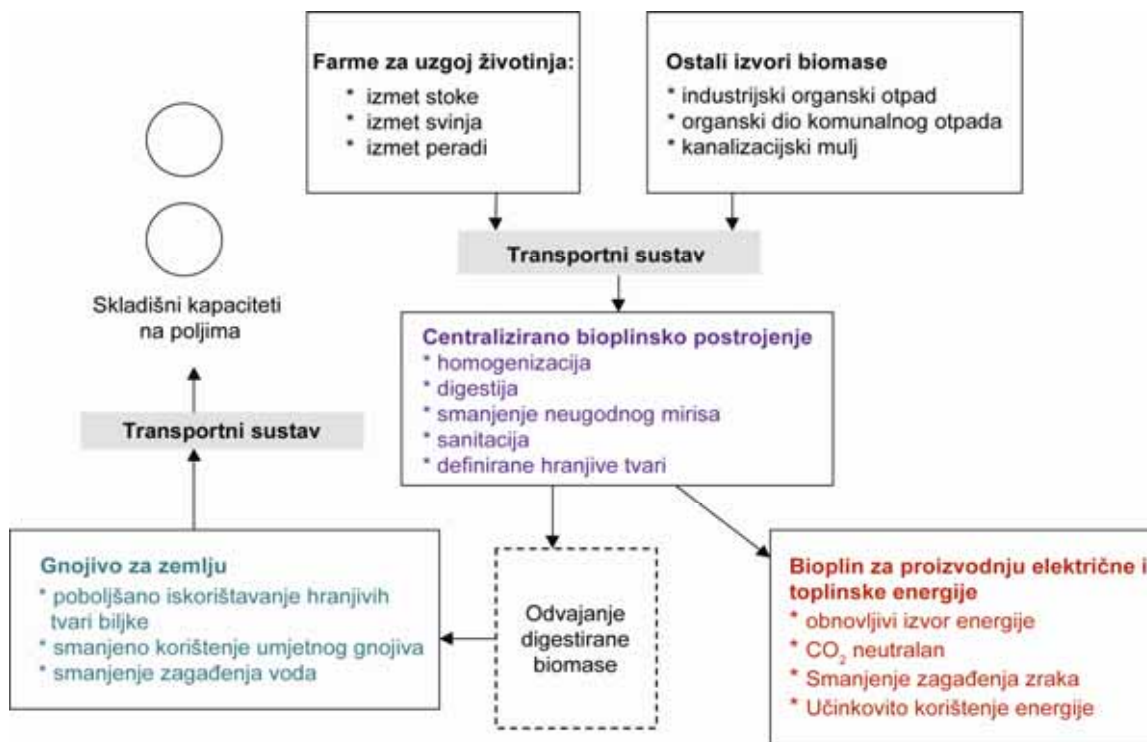 Farme za uzgoj životinja:
* izmet stoke
* izmet svinja
* izmet peradi
Ostali izvori biomase
* industrijski organski otpad
* organski dio komunalnog otpada
* kanalizacijski mulj
Transportni sustav
Skladišni kapaciteti
na poljima
Centralizirano bioplinsko postrojenje
* homogenizacija
* digestija
* smanjenje neugodnog mirisa
* sanitacija
* definirane hranjive tvari
Transportni sustav
Gnojivo za zemlju
* poboljšano iskorištavanje hranjivih
tvari biljke
* smanjeno korištenje umjetnog gnojiva
* smanjenje zagađenja voda
Odvajanje
digestirane
biomase
Bioplin za proizvodnju električne i
toplinske energije
* obnovljivi izvor energije
* CO₂ neutralan
* Smanjenje zagađenja zraka
* Učinkovito korištenje energije